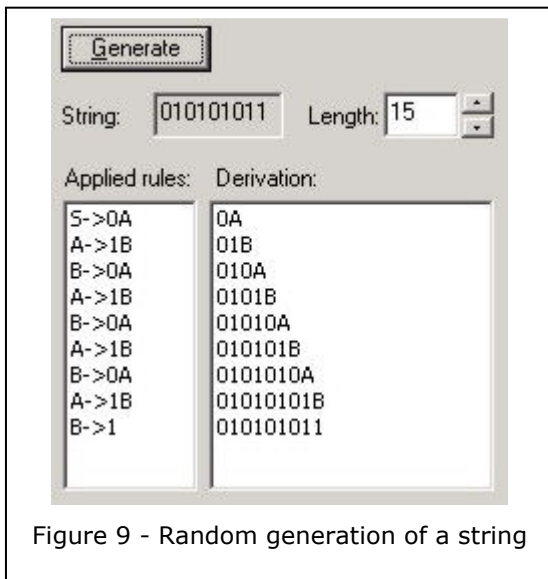 Generate
String: 010101011 Length: 15
Applied rules: Derivation:
S->0A 0A
A->1B 01B
B->0A 010A
A->1B 0101B
B->0A 01010A
A->1B 010101B
B->0A 0101010A
A->1B 01010101B
B->1 010101011
Figure 9 - Random generation of a string